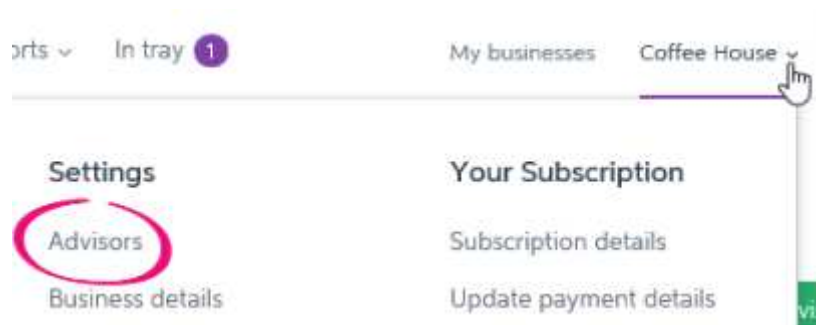 orts In tray 1 My businesses Coffee House
Settings Your Subscription
Advisors Subscription details
Business details Update payment details
vi